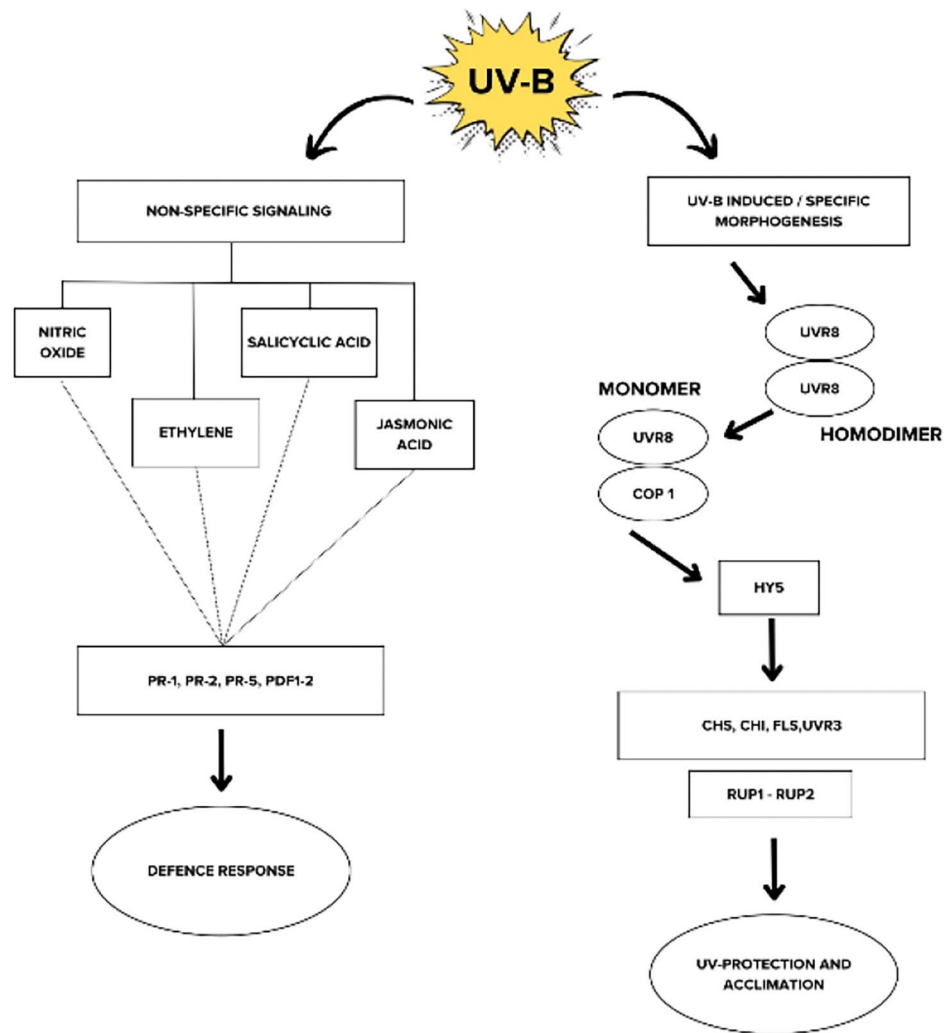 UV-B
NON-SPECIFIC SIGNALING
NITRIC
OXIDE
SALICYCLIC ACID
ETHYLENE
JASMONIC
ACID
PR-1, PR-2, PR-5, PDF1-2
DEFENCE RESPONSE
UV-B INDUCED / SPECIFIC
MORPHOGENESIS
UVR8
UVR8
HOMODIMER
MONOMER
UVR8
COP 1
HY5
CHS, CHI, FLS,UVR3
RUP1 - RUP2
UV-PROTECTION AND
ACCLIMATION